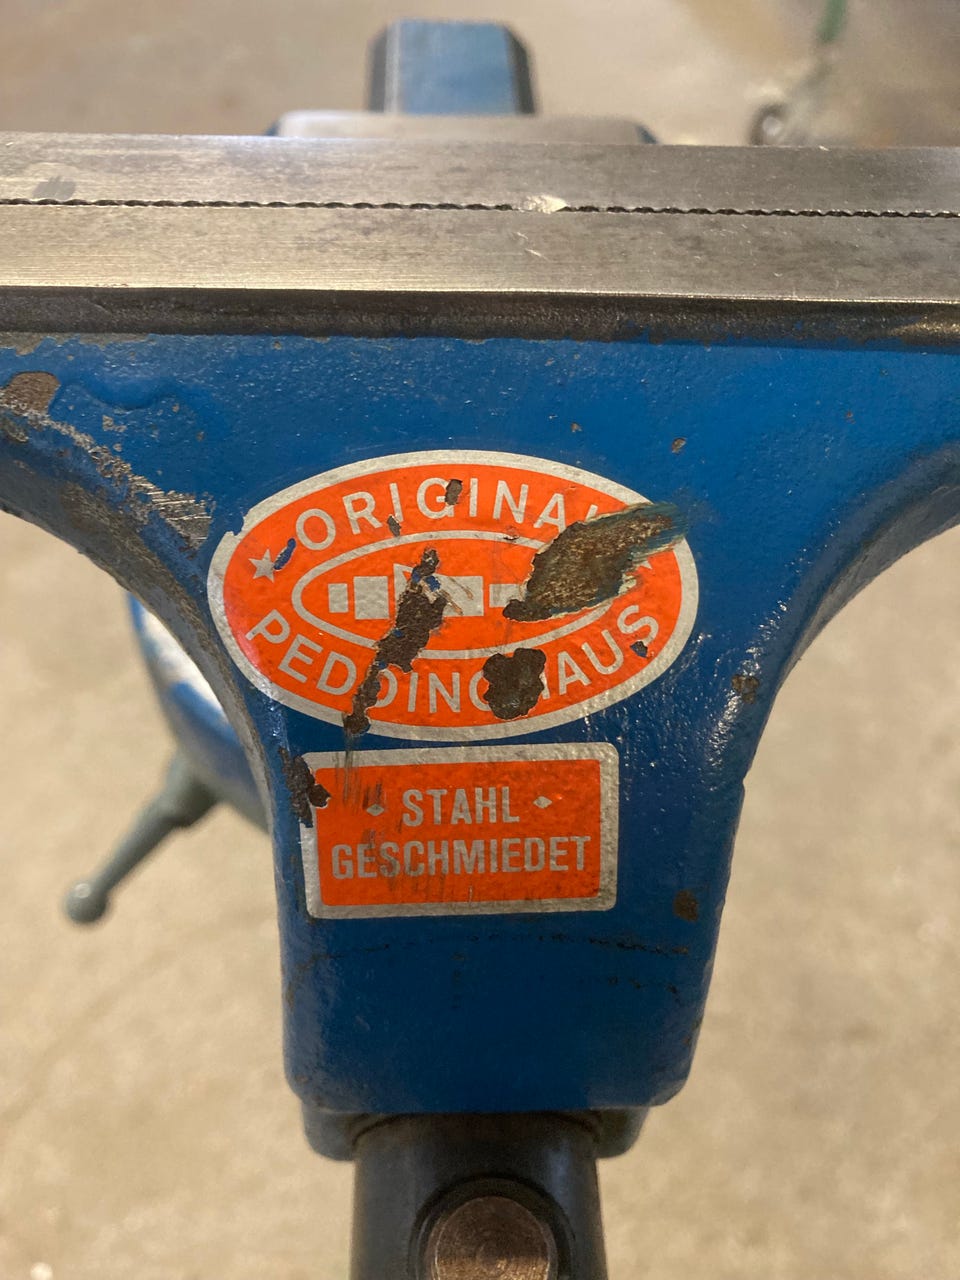 ORIGINAL
PEDDINGHAUS
STAHL
GESCHMIEDET